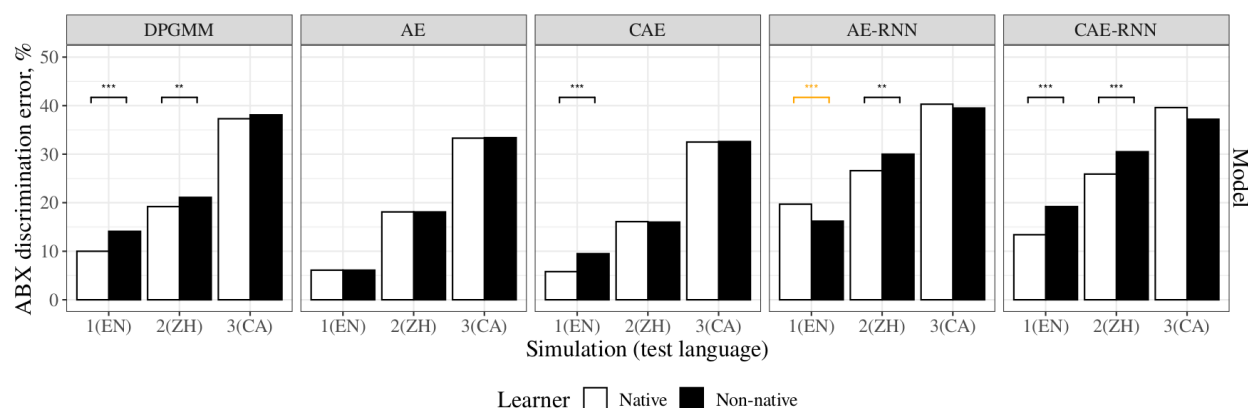 DPGMM AE CAE AE-RNN CAE-RNN
ABX discrimination error, %
50
40
30
20
10
0
*** ** *** *** ** *** ***
Model
1(EN) 2(ZH) 3(CA) 1(EN) 2(ZH) 3(CA) 1(EN) 2(ZH) 3(CA) 1(EN) 2(ZH) 3(CA) 1(EN) 2(ZH) 3(CA)
Simulation (test language)
Learner Native Non-native